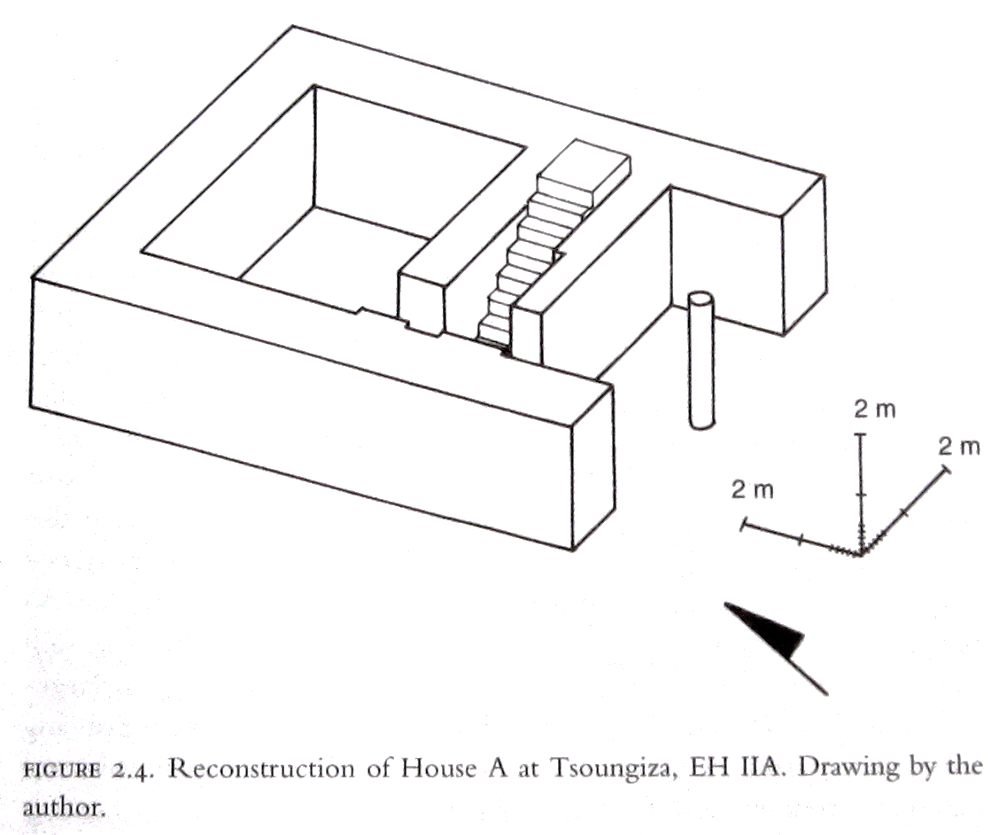 2 m
2 m
2 m
FIGURE 2.4. Reconstruction of House A at Tsoungiza, EH IIA. Drawing by the
author.